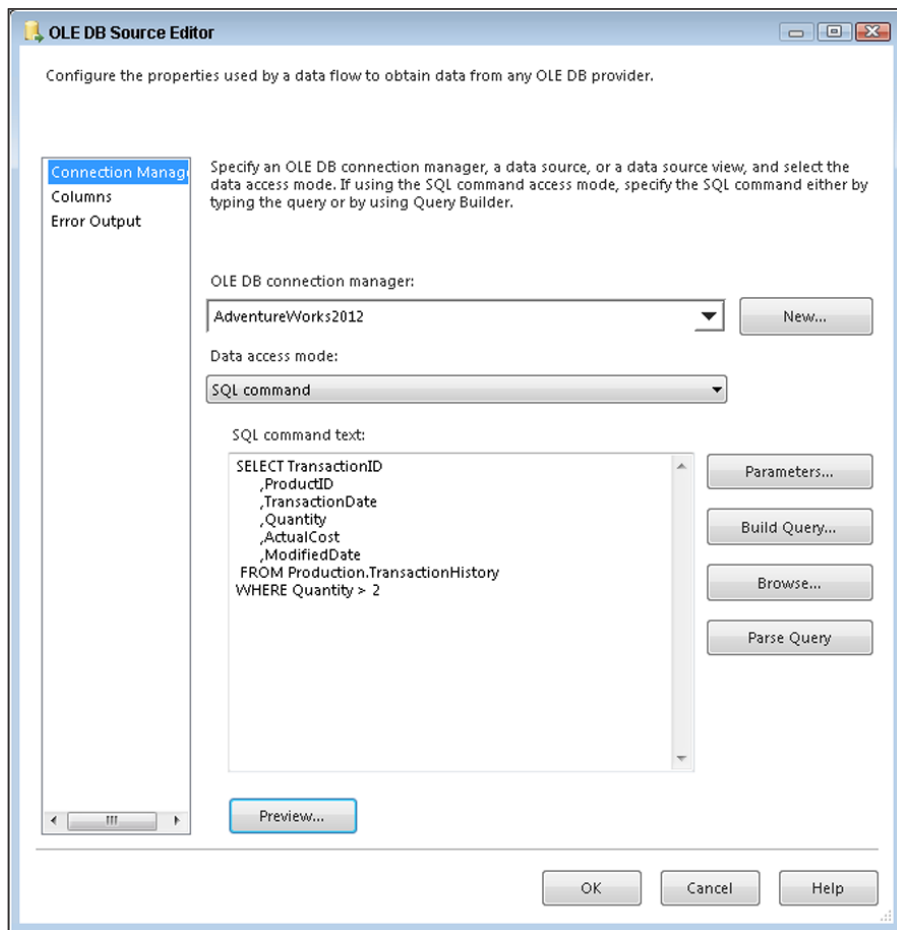 OLE DB Source Editor
Configure the properties used by a data flow to obtain data from any OLE DB provider.
Connection Manag
Columns
Error Output
Specify an OLE DB connection manager, a data source, or a data source view, and select the
data access mode. If using the SQL command access mode, specify the SQL command either by
typing the query or by using Query Builder.
OLE DB connection manager:
AdventureWorks2012
New...
Data access mode:
SQL command
SQL command text:
SELECT TransactionID
,ProductID
,TransactionDate
,Quantity
,ActualCost
,ModifiedDate
FROM Production.TransactionHistory
WHERE Quantity > 2
Parameters...
Build Query...
Browse...
Parse Query
Preview...
OK
Cancel
Help